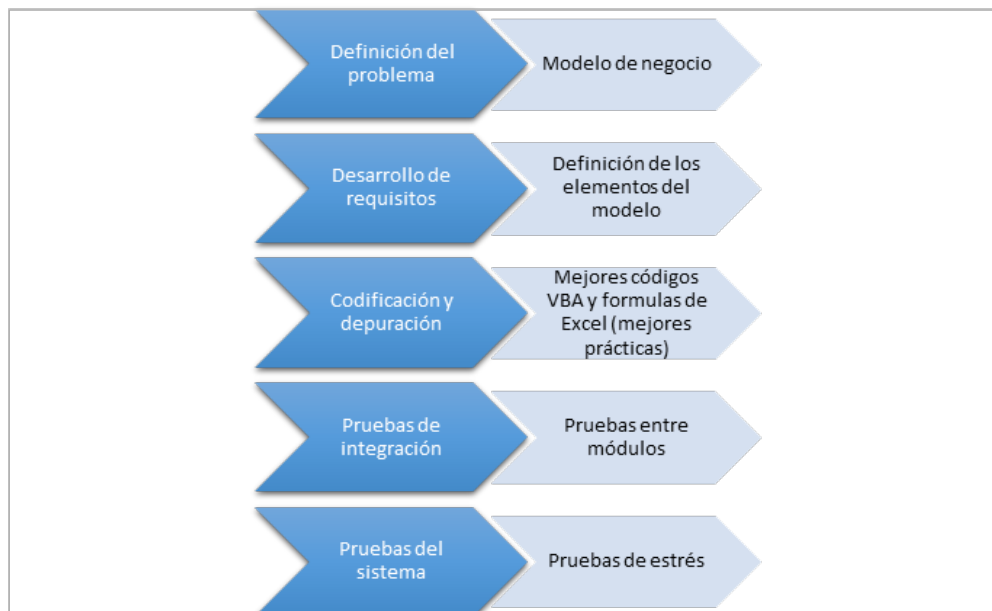 Definición del
problema
Modelo de negocio
Desarrollo de
requisitos
Definición de los
elementos del
modelo
Codificación y
depuración
Mejores códigos
VBA y formulas de
Excel (mejores
prácticas)
Pruebas de
integración
Pruebas entre
módulos
Pruebas del
sistema
Pruebas de estrés